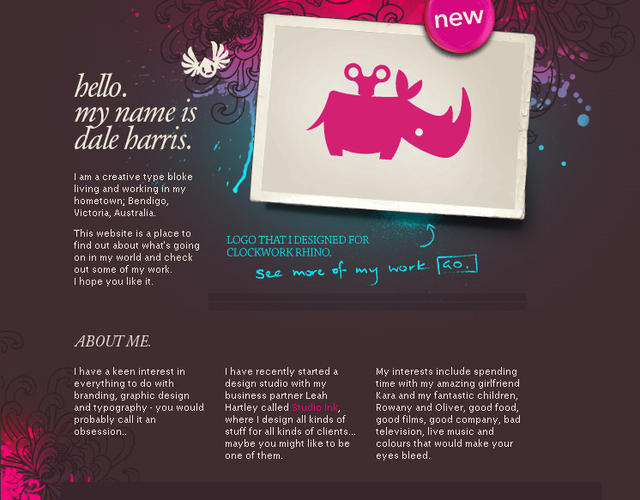 new
hello.
my name is
dale harris.
I am a creative type bloke
living and working in my
hometown; Bendigo,
Victoria, Australia.
This website is a place to
find out about what's going
on in my world and check
out some of my work.
I hope you like it.
LOGO THAT I DESIGNED FOR
CLOCKWORK RHINO.
see more of my work GO.
ABOUT ME.
I have a keen interest in
everything to do with
branding, graphic design
and typography - you would
probably call it an
obsession..
I have recently started a
design studio with my
business partner Leah
Hartley called Studio Ink,
where I design all kinds of
stuff for all kinds of clients...
maybe you might like to be
one of them.
My interests include spending
time with my amazing girlfriend
Kara and my fantastic children,
Rowany and Oliver, good food,
good films, good company, bad
television, live music and
colours that would make your
eyes bleed.